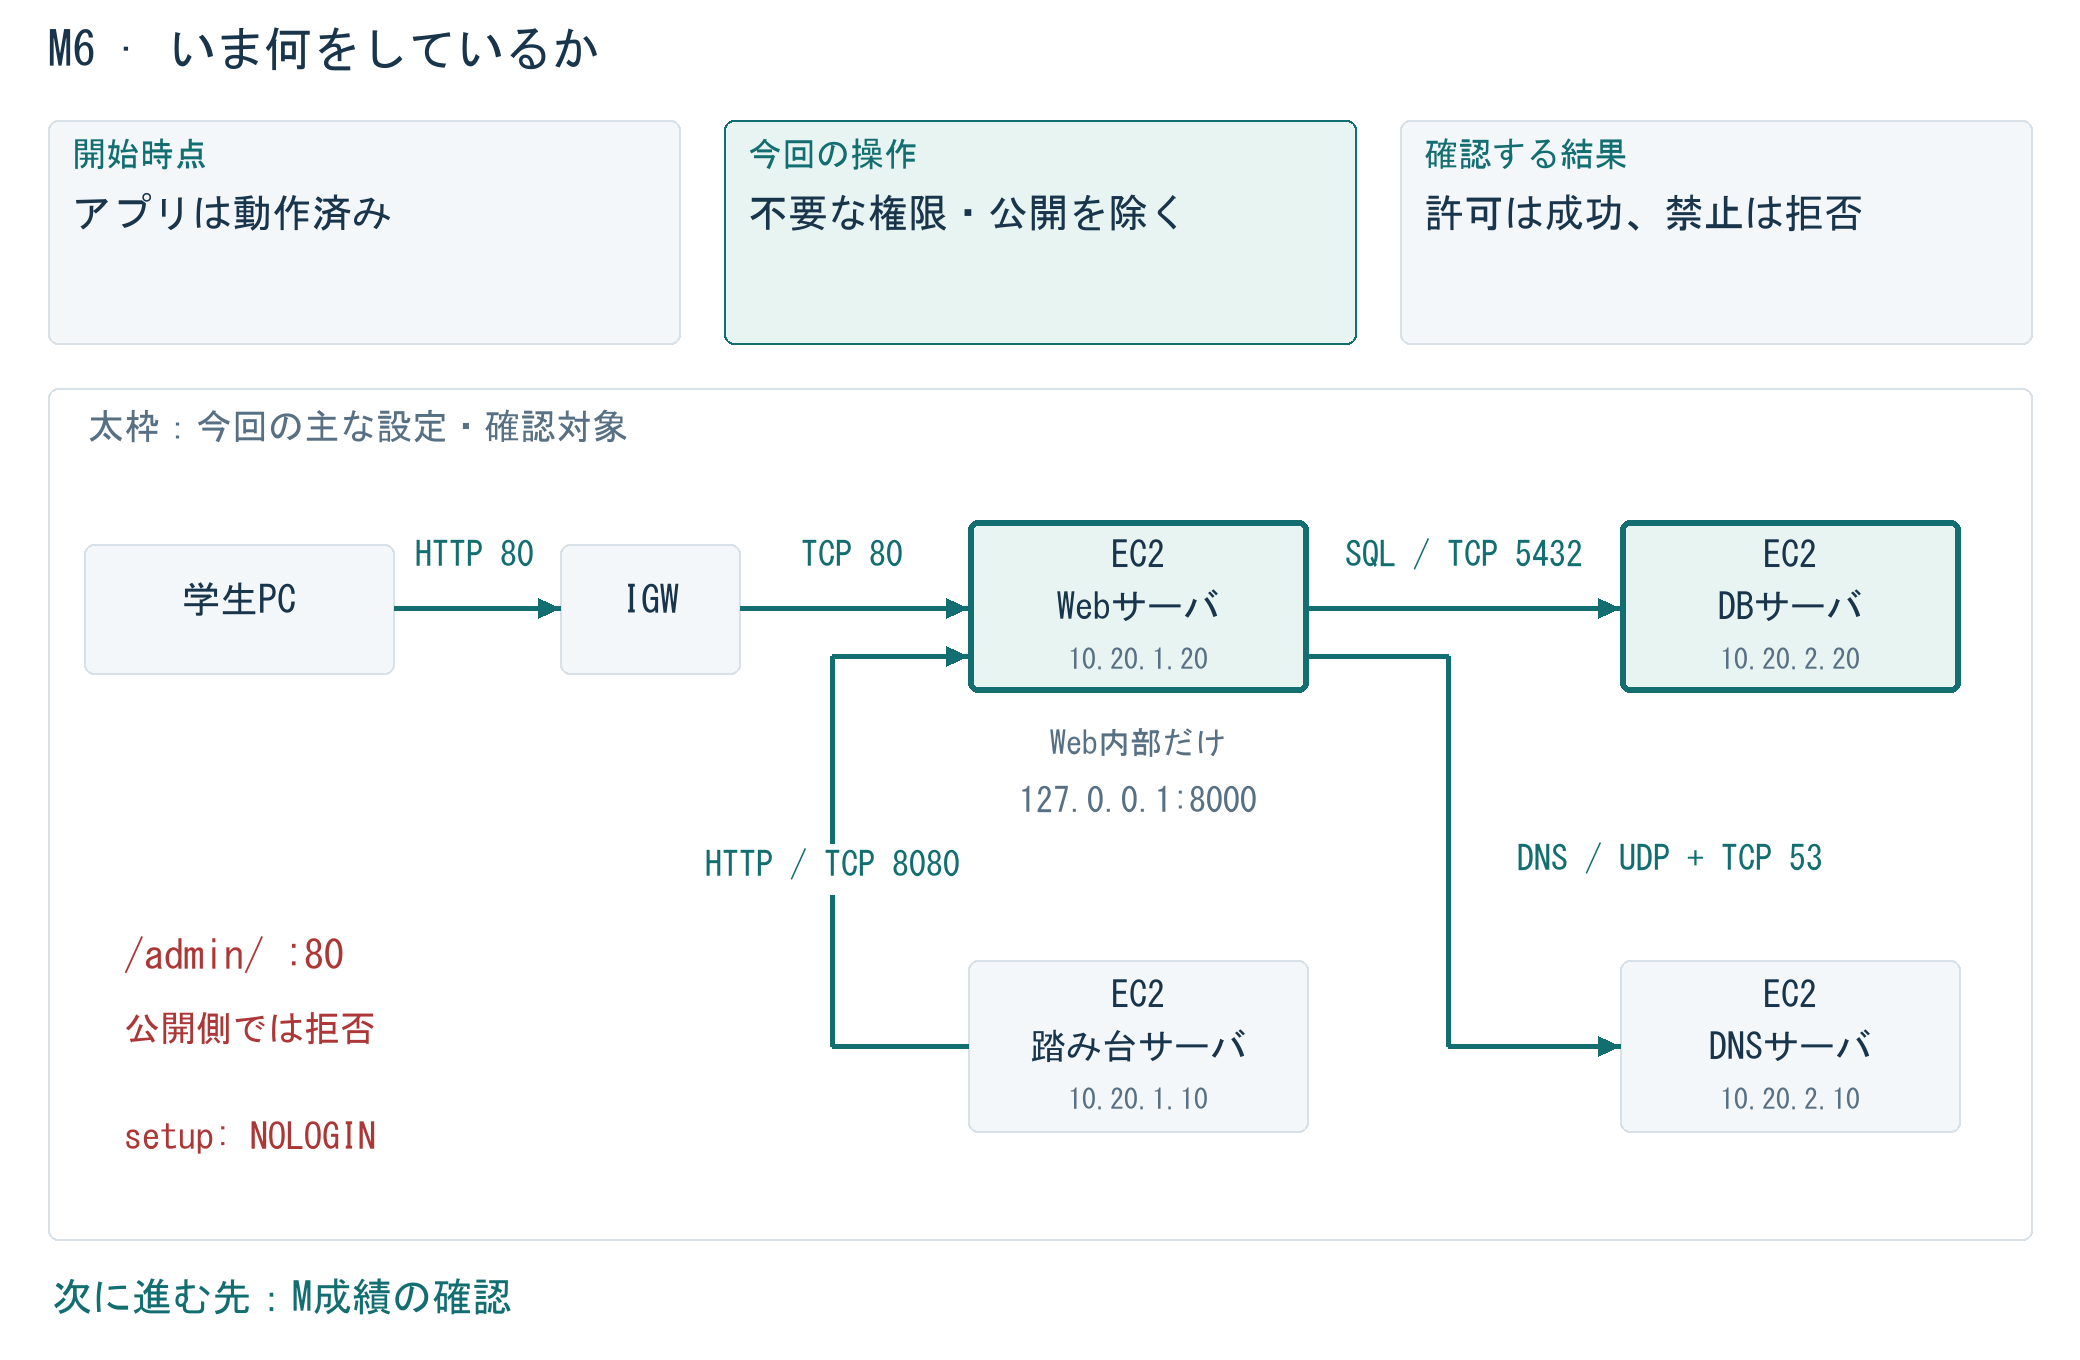 M6 · いま何をしているか
開始時点
アプリは動作済み
今回の操作
不要な権限・公開を除く
確認する結果
許可は成功、禁止は拒否
太枠：今回の主な設定・確認対象
学生PC
HTTP 80
IGW
TCP 80
EC2
Webサーバ
10.20.1.20
SQL / TCP 5432
EC2
DBサーバ
10.20.2.20
Web内部だけ
127.0.0.1:8000
HTTP / TCP 8080
DNS / UDP + TCP 53
/admin/ :80
公開側では拒否
setup: NOLOGIN
EC2
踏み台サーバ
10.20.1.10
EC2
DNSサーバ
10.20.2.10
次に進む先：M成績の確認